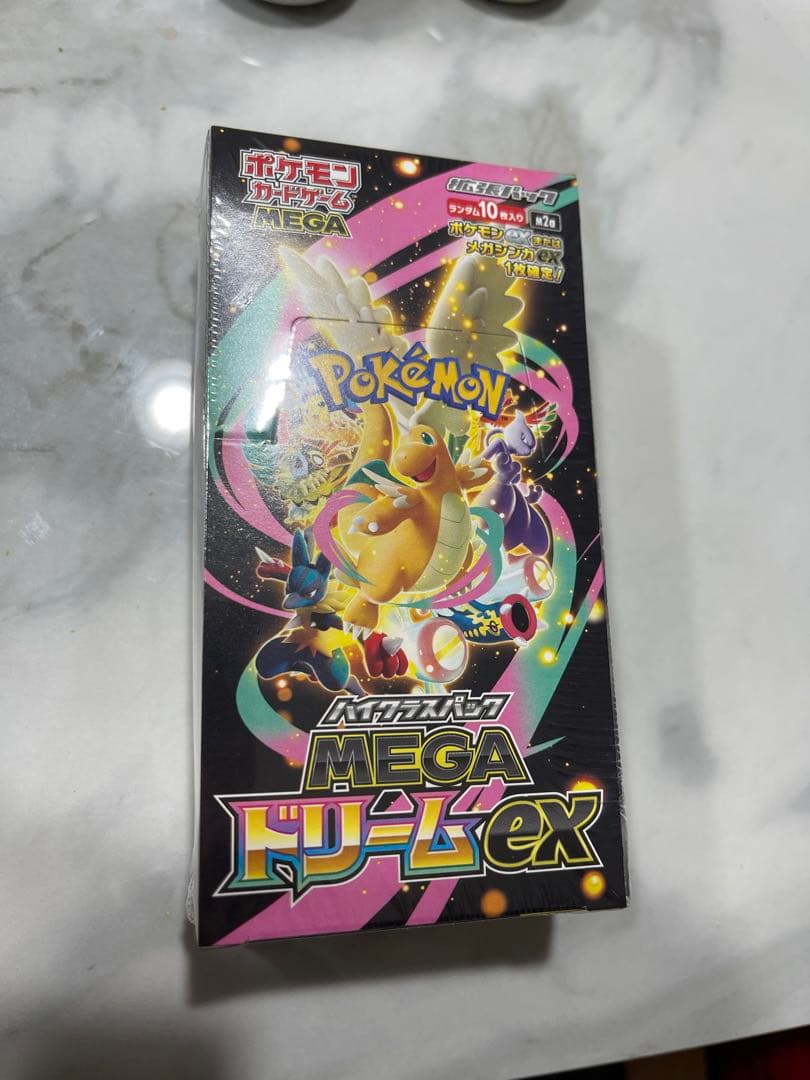 ポケモン
カードゲーム
MEGA
拡張パック
ランダム10枚入り M2a
ポケモンexまたは
メガシンカex
1枚確定!
POKéMON
ハイクラスパック
MEGA
ドリームex